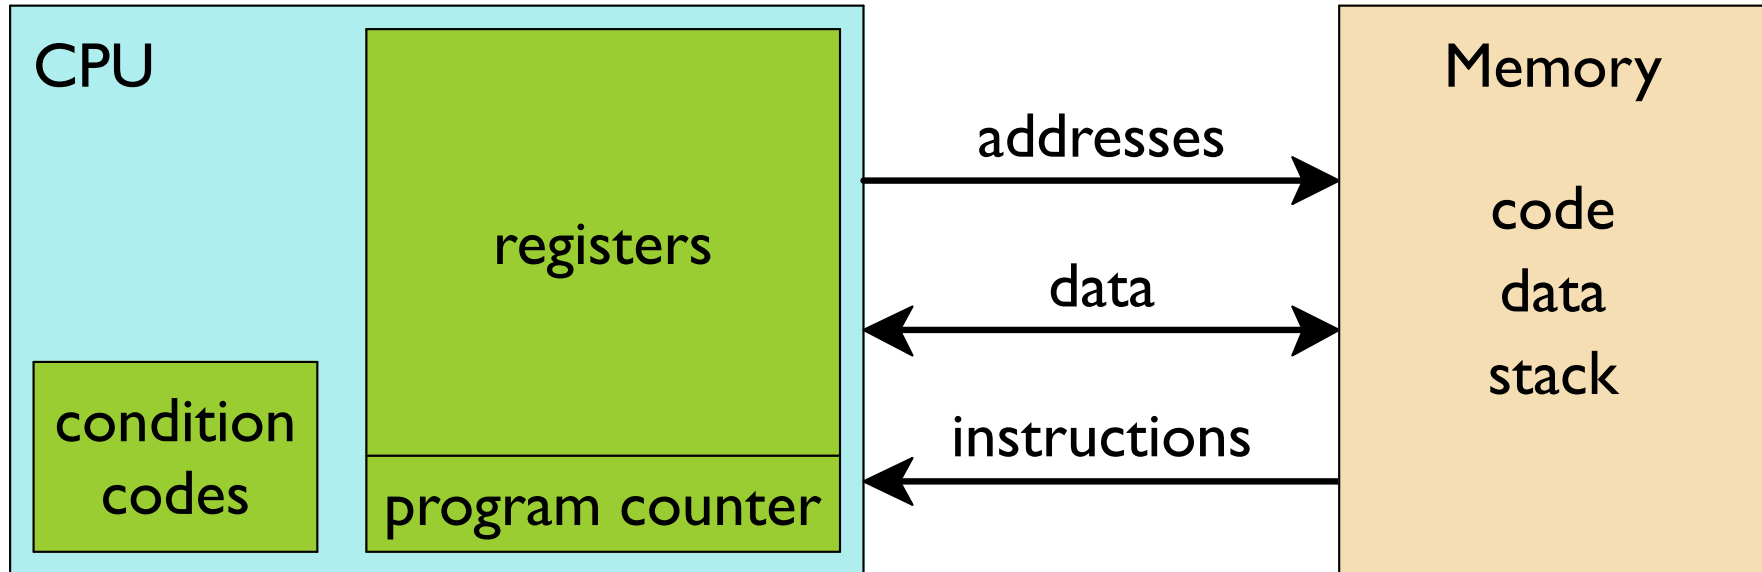 CPU
registers
condition
codes
program counter
addresses
data
instructions
Memory
code
data
stack